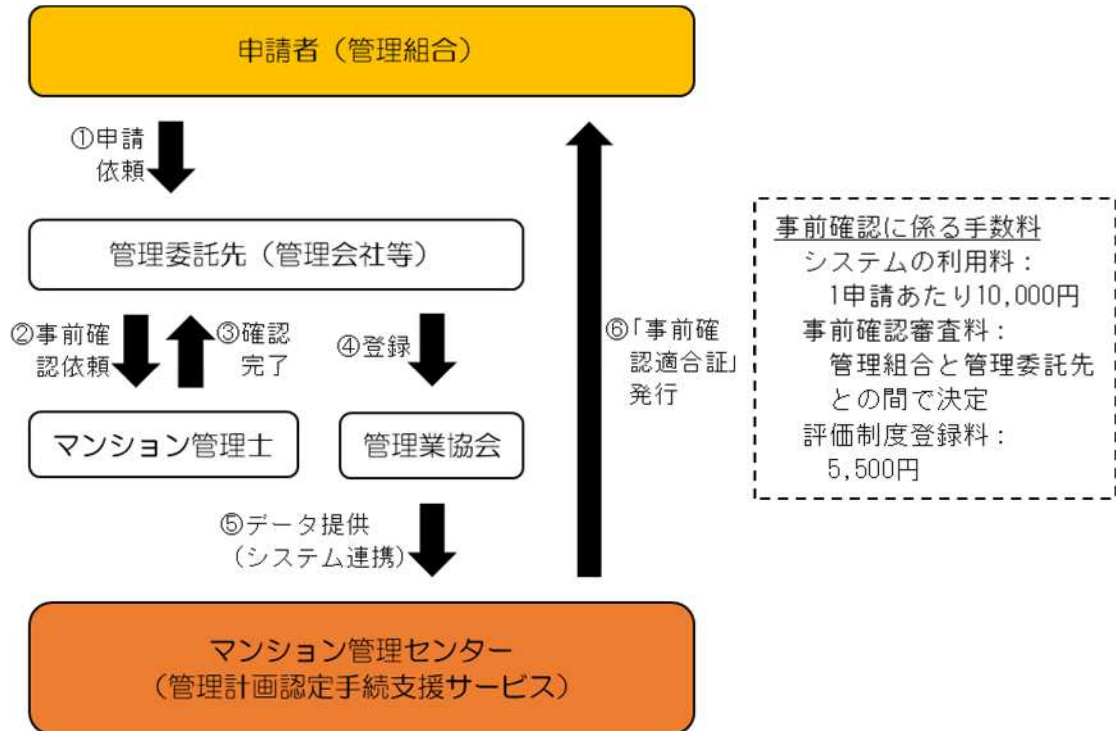 申請者（管理組合）
①申請
依頼
管理委託先（管理会社等）
②事前確
認依頼
③確認
完了
④登録
⑥「事前確
認適合証」
発行
マンション管理士
管理業協会
⑤データ提供
（システム連携）
マンション管理センター
（管理計画認定手続支援サービス）
事前確認に係る手数料
システムの利用料：
1申請あたり10,000円
事前確認審査料：
管理組合と管理委託先
との間で決定
評価制度登録料：
5,500円